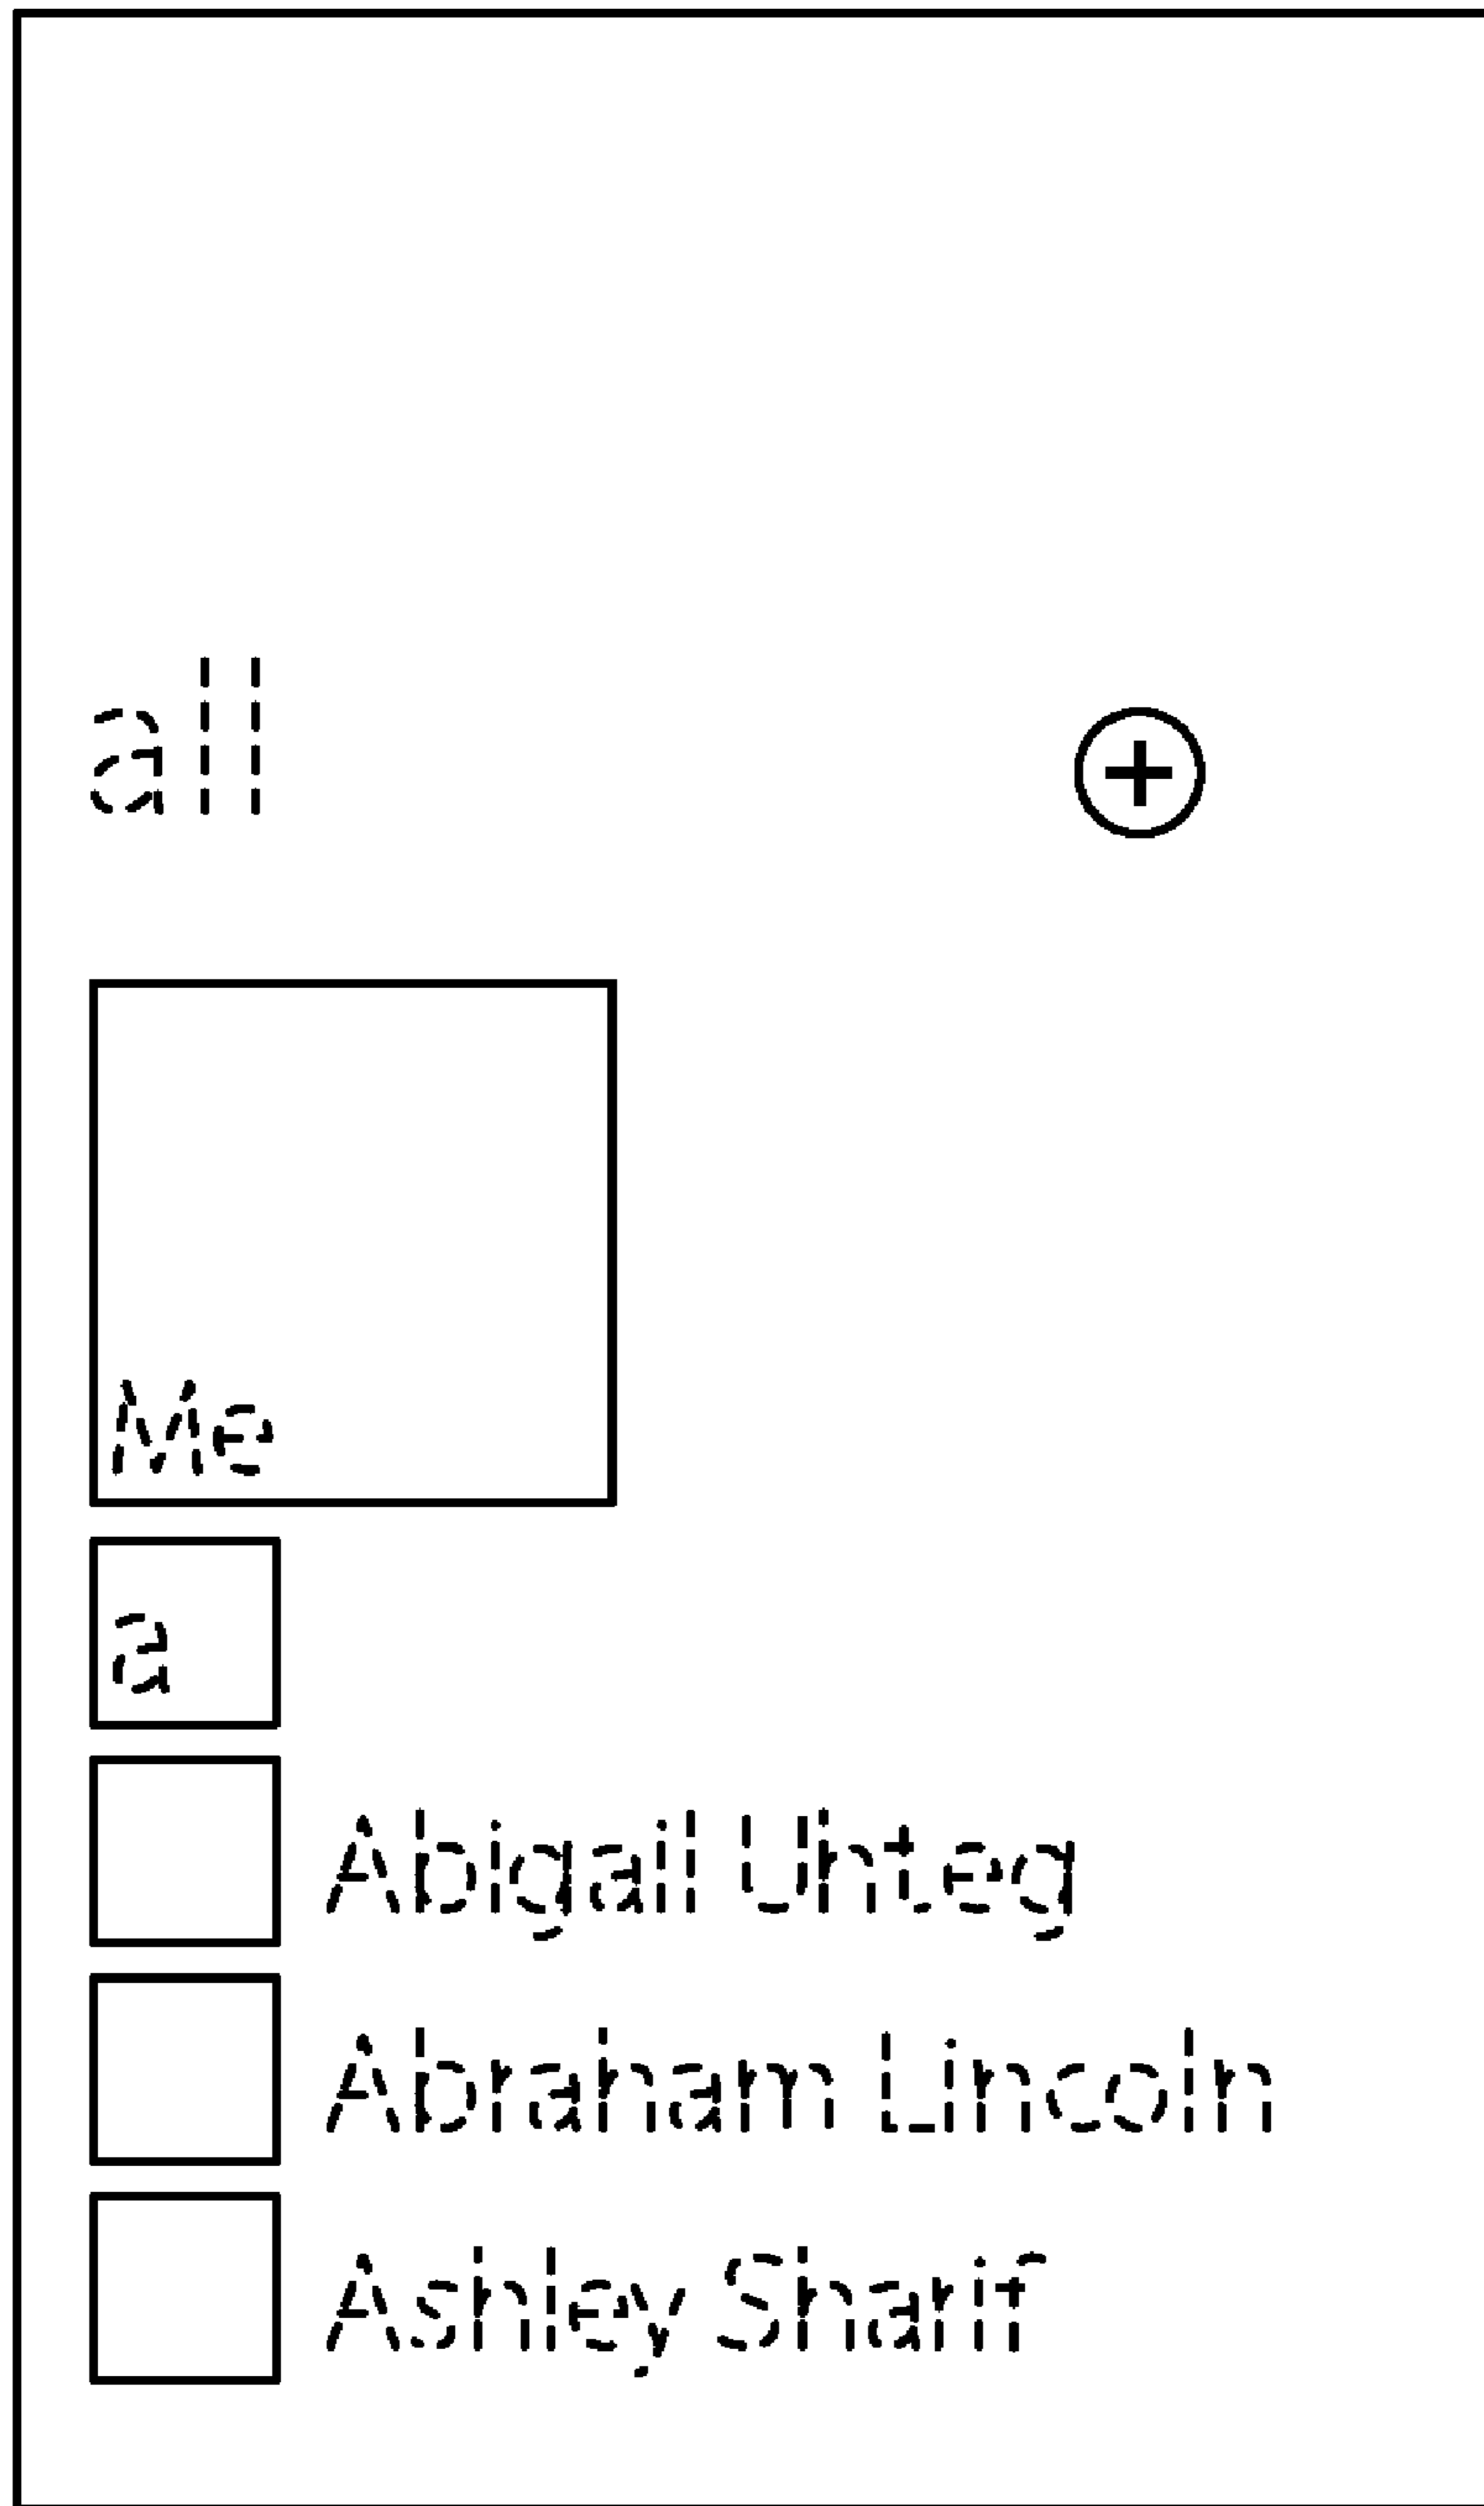 all
Me
a
Abigail Unteg
Abraham Lincoln
Ashley Sharif